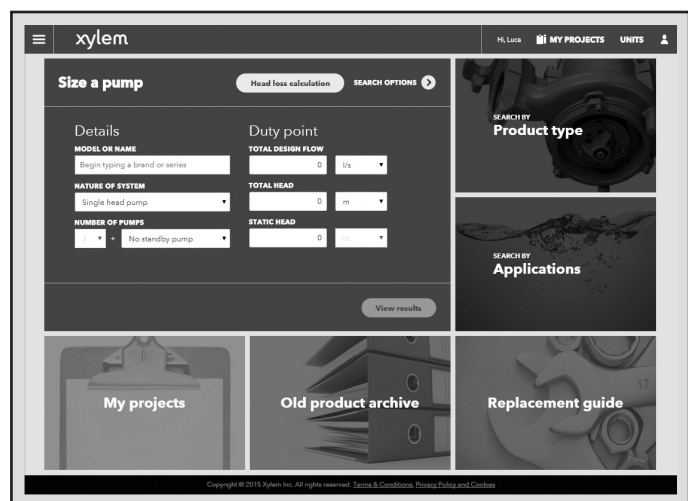 xylem
Hi, Luca MY PROJECTS UNITS
Size a pump
Head loss calculation
SEARCH OPTIONS
Details
MODEL OR NAME
Begin typing a brand or series
NATURE OF SYSTEM
Single head pump
NUMBER OF PUMPS
1 + No standby pump
Duty point
TOTAL DESIGN FLOW
0 l/s
TOTAL HEAD
0 m
STATIC HEAD
0 m
View results
SEARCH BY
Product type
SEARCH BY
Applications
My projects
Old product archive
Replacement guide
17
Copyright © 2015 Xylem Inc. All rights reserved. Terms & Conditions, Privacy Policy and Cookies